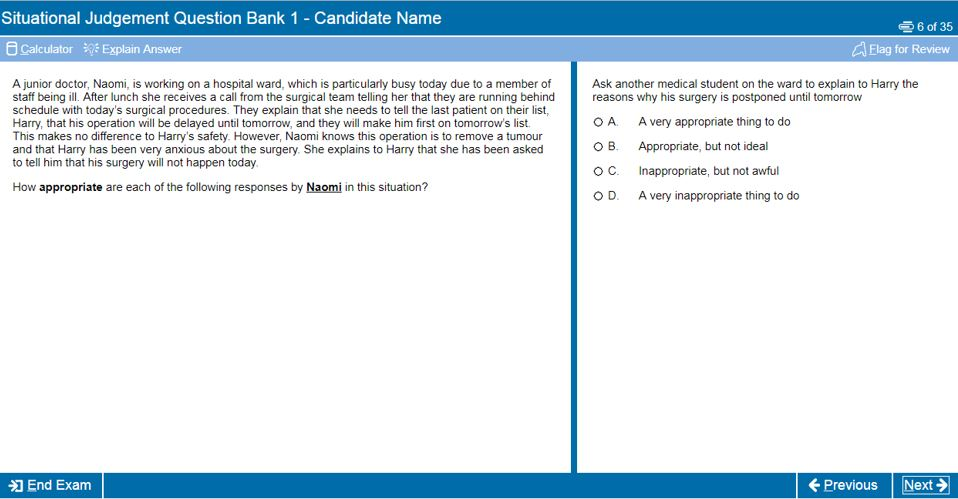 Situational Judgement Question Bank 1 - Candidate Name
6 of 35
Calculator Explain Answer
Flag for Review
A junior doctor, Naomi, is working on a hospital ward, which is particularly busy today due to a member of
staff being ill. After lunch she receives a call from the surgical team telling her that they are running behind
schedule with today's surgical procedures. They explain that she needs to tell the last patient on their list,
Harry, that his operation will be delayed until tomorrow, and they will make him first on tomorrow's list.
This makes no difference to Harry's safety. However, Naomi knows this operation is to remove a tumour
and that Harry has been very anxious about the surgery. She explains to Harry that she has been asked
to tell him that his surgery will not happen today.
How appropriate are each of the following responses by Naomi in this situation?
Ask another medical student on the ward to explain to Harry the
reasons why his surgery is postponed until tomorrow
A. A very appropriate thing to do
B. Appropriate, but not ideal
C. Inappropriate, but not awful
D. A very inappropriate thing to do
End Exam
Previous
Next